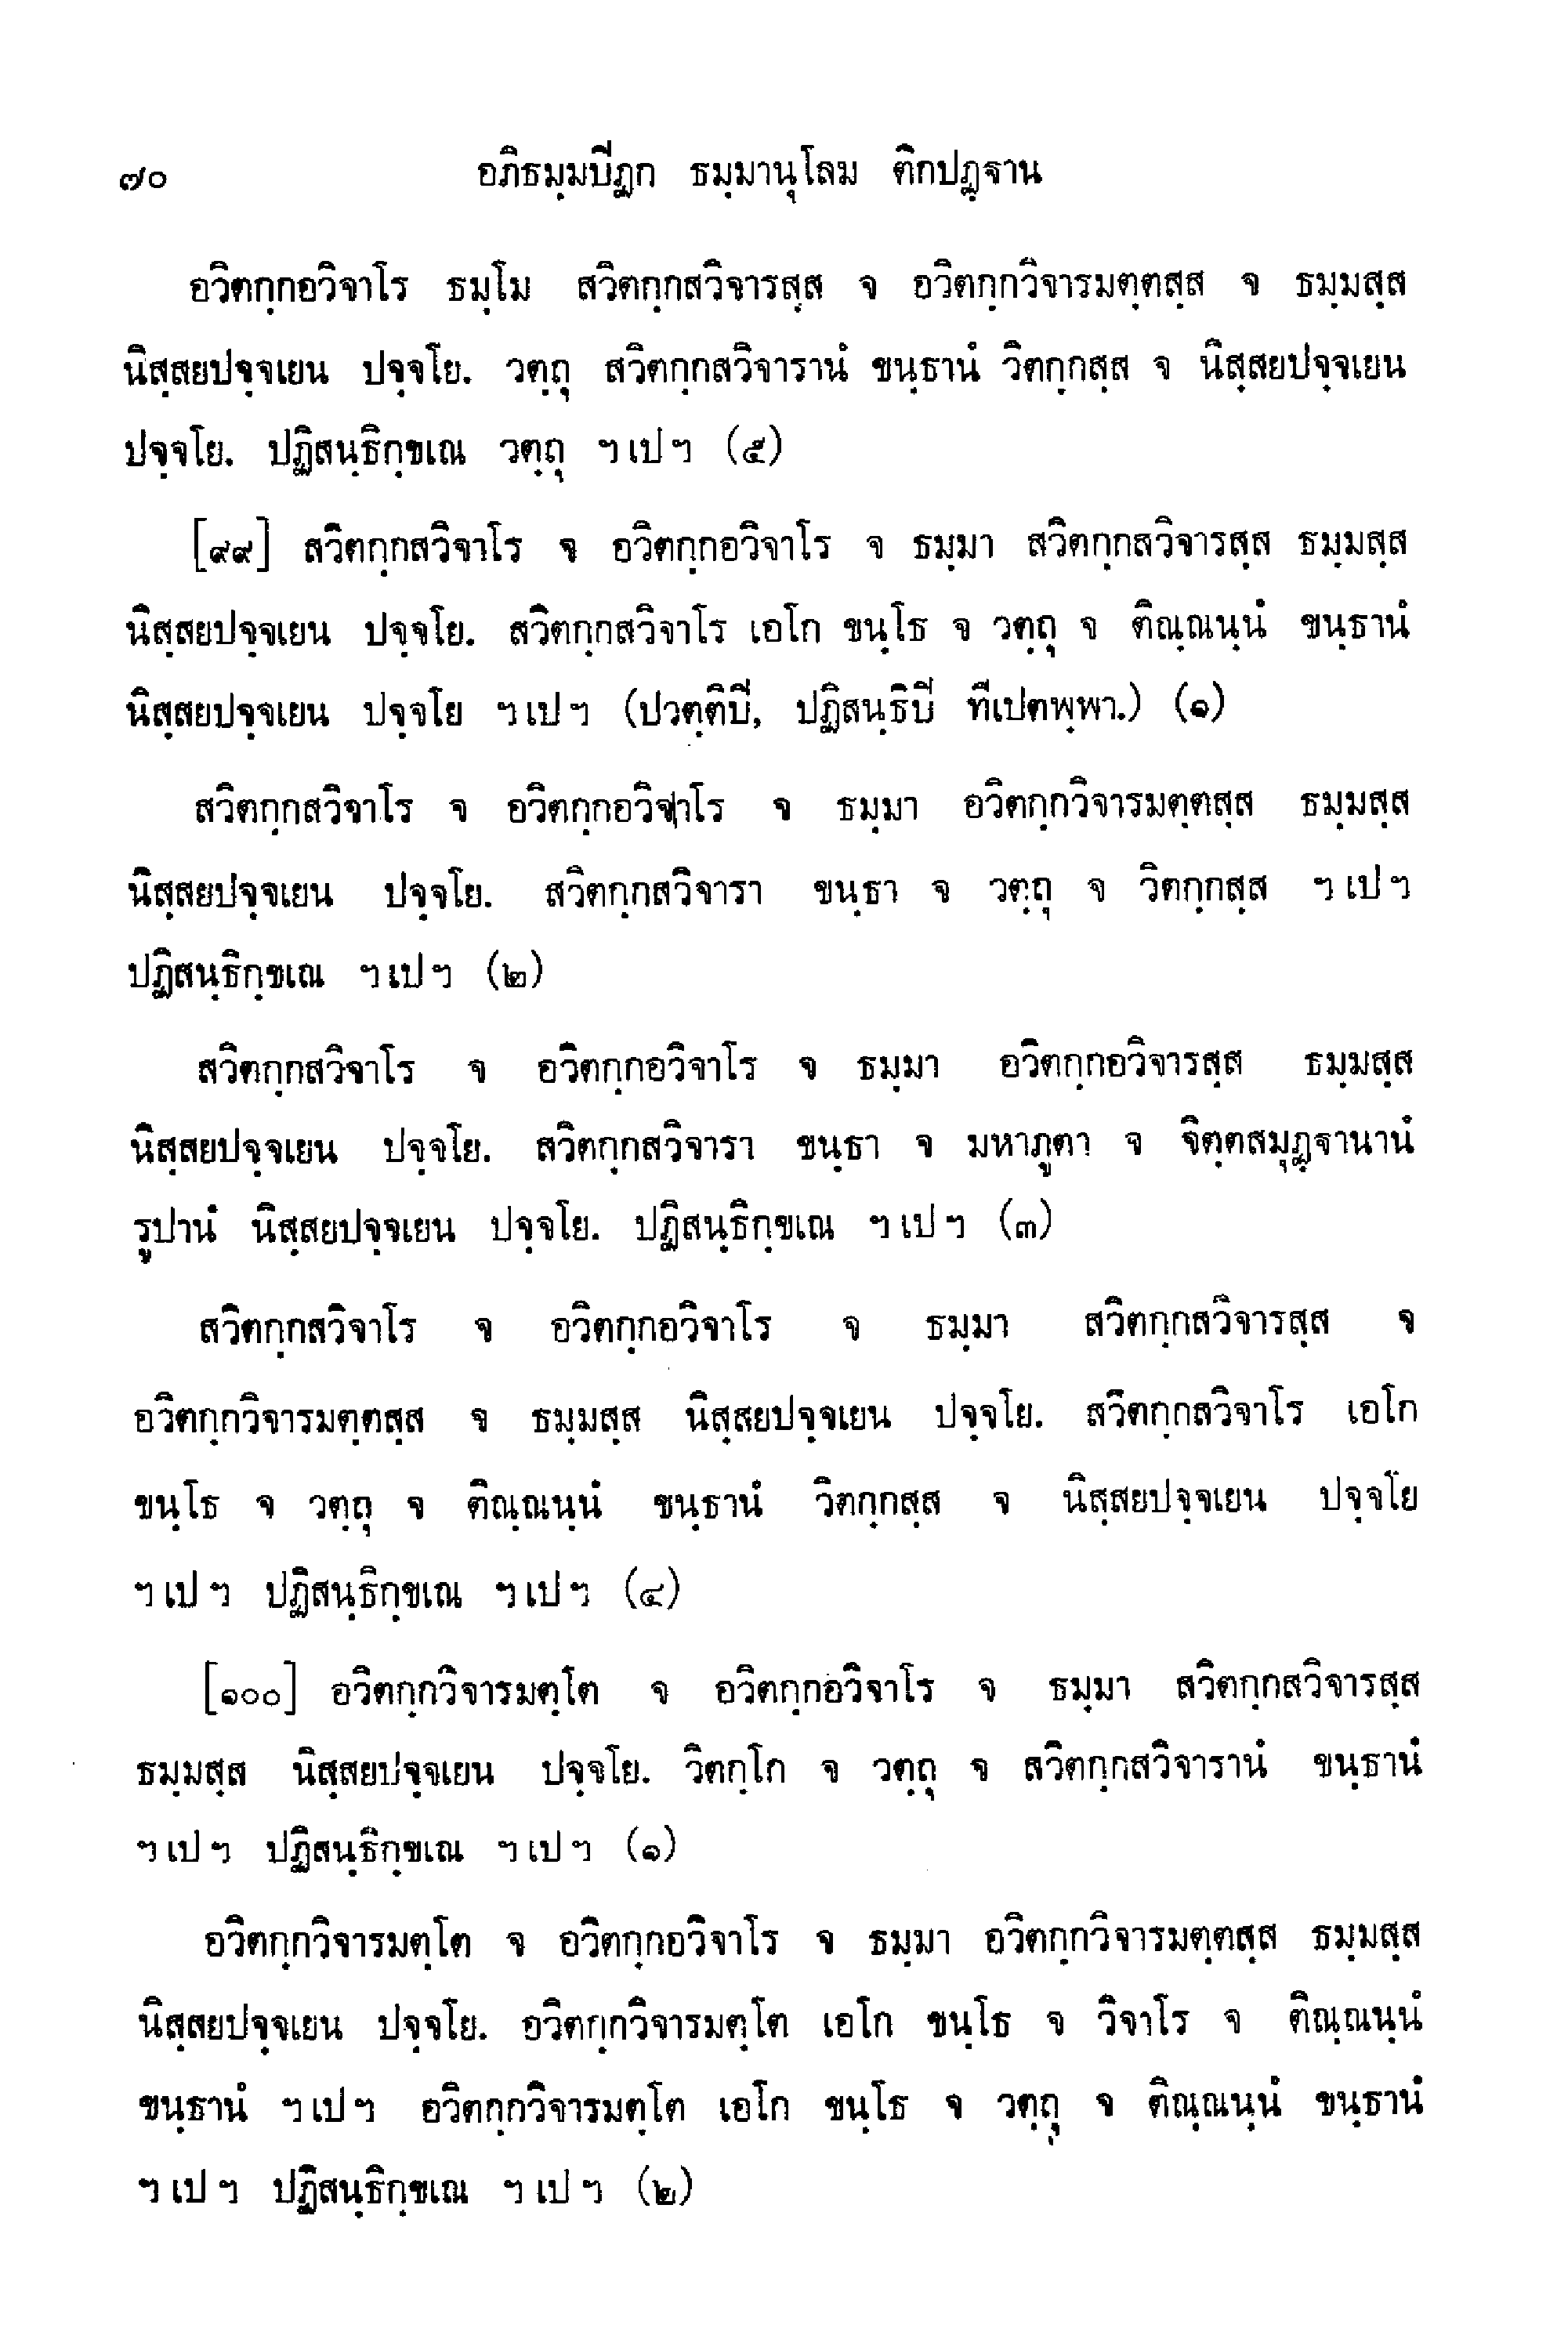 ๗๐ อภิธมฺมปิฏก ธมฺมานุโลม ติกปฏฺฐาน
อวิตกฺกอวิจาโร ธมฺโม สวิตกฺกสวิจารสฺส จ อวิตกฺกวิจารมตฺตสฺส จ ธมฺมสฺส
นิสฺสยปจฺจเยน ปจฺจโย. วตฺถุ สวิตกฺกสวิจารานํ ขนฺธานํ วิตกฺกสฺส จ นิสฺสยปจฺจเยน
ปจฺจโย. ปฏิสนฺธิกฺขเณ วตฺถุ ฯ เป ฯ (๕)
[๙๙] สวิตกฺกสวิจาโร จ อวิตกฺกอวิจาโร จ ธมฺมา สวิตกฺกสวิจารสฺส ธมฺมสฺส
นิสฺสยปจฺจเยน ปจฺจโย. สวิตกฺกสวิจาโร เอโก ขนฺโธ จ วตฺถุ จ ติณฺณนฺนํ ขนฺธานํ
นิสฺสยปจฺจเยน ปจฺจโย ฯ เป ฯ (ปวตฺติปิ, ปฏิสนฺธิปิ ทีเปตพฺพา.) (๑)
สวิตกฺกสวิจาโร จ อวิตกฺกอวิจาโร จ ธมฺมา อวิตกฺกวิจารมตฺตสฺส ธมฺมสฺส
นิสฺสยปจฺจเยน ปจฺจโย. สวิตกฺกสวิจารา ขนฺธา จ วตฺถุ จ วิตกฺกสฺส ฯ เป ฯ
ปฏิสนฺธิกฺขเณ ฯ เป ฯ (๒)
สวิตกฺกสวิจาโร จ อวิตกฺกอวิจาโร จ ธมฺมา อวิตกฺกอวิจารสฺส ธมฺมสฺส
นิสฺสยปจฺจเยน ปจฺจโย. สวิตกฺกสวิจารา ขนฺธา จ มหาภูตา จ จิตฺตสมุฏฺฐานานํ
รูปานํ นิสฺสยปจฺจเยน ปจฺจโย. ปฏิสนฺธิกฺขเณ ฯ เป ฯ (๓)
สวิตกฺกสวิจาโร จ อวิตกฺกอวิจาโร จ ธมฺมา สวิตกฺกสวิจารสฺส จ
อวิตกฺกวิจารมตฺตสฺส จ ธมฺมสฺส นิสฺสยปจฺจเยน ปจฺจโย. สวิตกฺกสวิจาโร เอโก
ขนฺโธ จ วตฺถุ จ ติณฺณนฺนํ ขนฺธานํ วิตกฺกสฺส จ นิสฺสยปจฺจเยน ปจฺจโย
ฯ เป ฯ ปฏิสนฺธิกฺขเณ ฯ เป ฯ (๔)
[๑๐๐] อวิตกฺกวิจารมตฺโต จ อวิตกฺกอวิจาโร จ ธมฺมา สวิตกฺกสวิจารสฺส
ธมฺมสฺส นิสฺสยปจฺจเยน ปจฺจโย. วิตกฺโก จ วตฺถุ จ สวิตกฺกสวิจารานํ ขนฺธานํ
ฯ เป ฯ ปฏิสนฺธิกฺขเณ ฯ เป ฯ (๑)
อวิตกฺกวิจารมตฺโต จ อวิตกฺกอวิจาโร จ ธมฺมา อวิตกฺกวิจารมตฺตสฺส ธมฺมสฺส
นิสฺสยปจฺจเยน ปจฺจโย. อวิตกฺกวิจารมตฺโต เอโก ขนฺโธ จ วิจาโร จ ติณฺณนฺนํ
ขนฺธานํ ฯ เป ฯ อวิตกฺกวิจารมตฺโต เอโก ขนฺโธ จ วตฺถุ จ ติณฺณนฺนํ ขนฺธานํ
ฯ เป ฯ ปฏิสนฺธิกฺขเณ ฯ เป ฯ (๒)